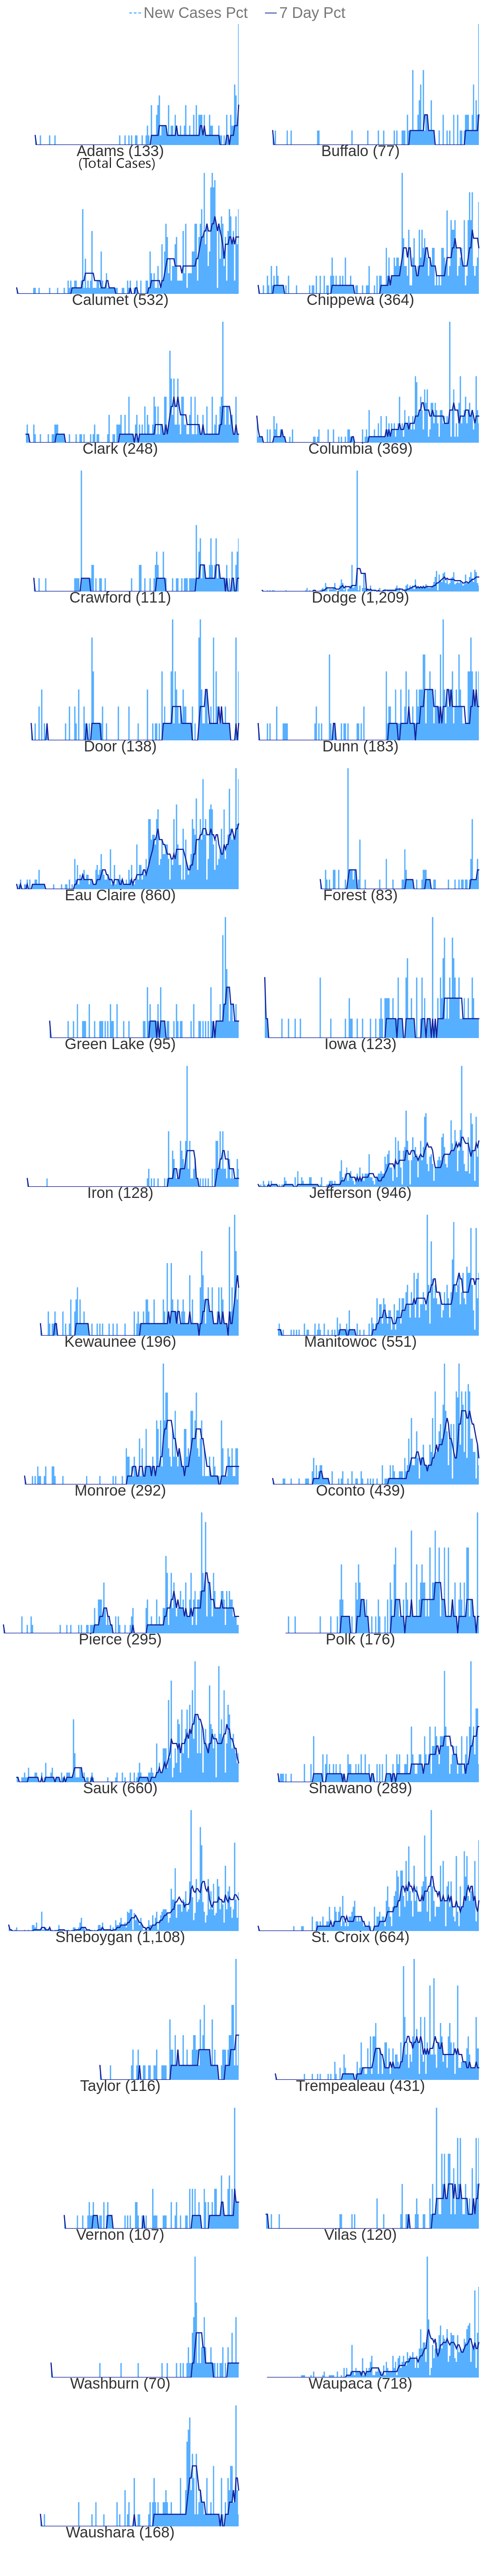 New Cases Pct 7 Day Pct
Adams (133) Buffalo (77)
(Total Cases)
Calumet (532) Chippewa (364)
Clark (248) Columbia (369)
Crawford (111) Dodge (1,209)
Door (138) Dunn (183)
Eau Claire (860) Forest (83)
Green Lake (95) Iowa (123)
Iron (128) Jefferson (946)
Kewaunee (196) Manitowoc (551)
Monroe (292) Oconto (439)
Pierce (295) Polk (176)
Sauk (660) Shawano (289)
Sheboygan (1,108) St. Croix (664)
Taylor (116) Trempealeau (431)
Vernon (107) Vilas (120)
Washburn (70) Waupaca (718)
Waushara (168)